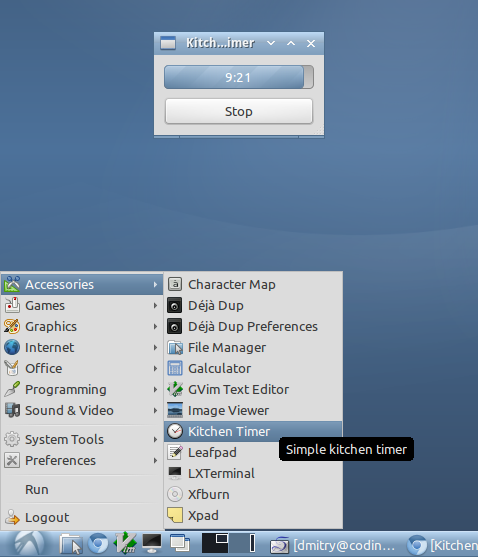 Kitch...imer
9:21
Stop
Accessories
Games
Graphics
Internet
Office
Programming
Sound & Video
System Tools
Preferences
Run
Logout
Character Map
Déjà Dup
Déjà Dup Preferences
File Manager
Galculator
GVim Text Editor
Image Viewer
Kitchen Timer
Simple kitchen timer
Leafpad
LXTerminal
Xfburn
Xpad
[dmitry@codin...
[Kitchen